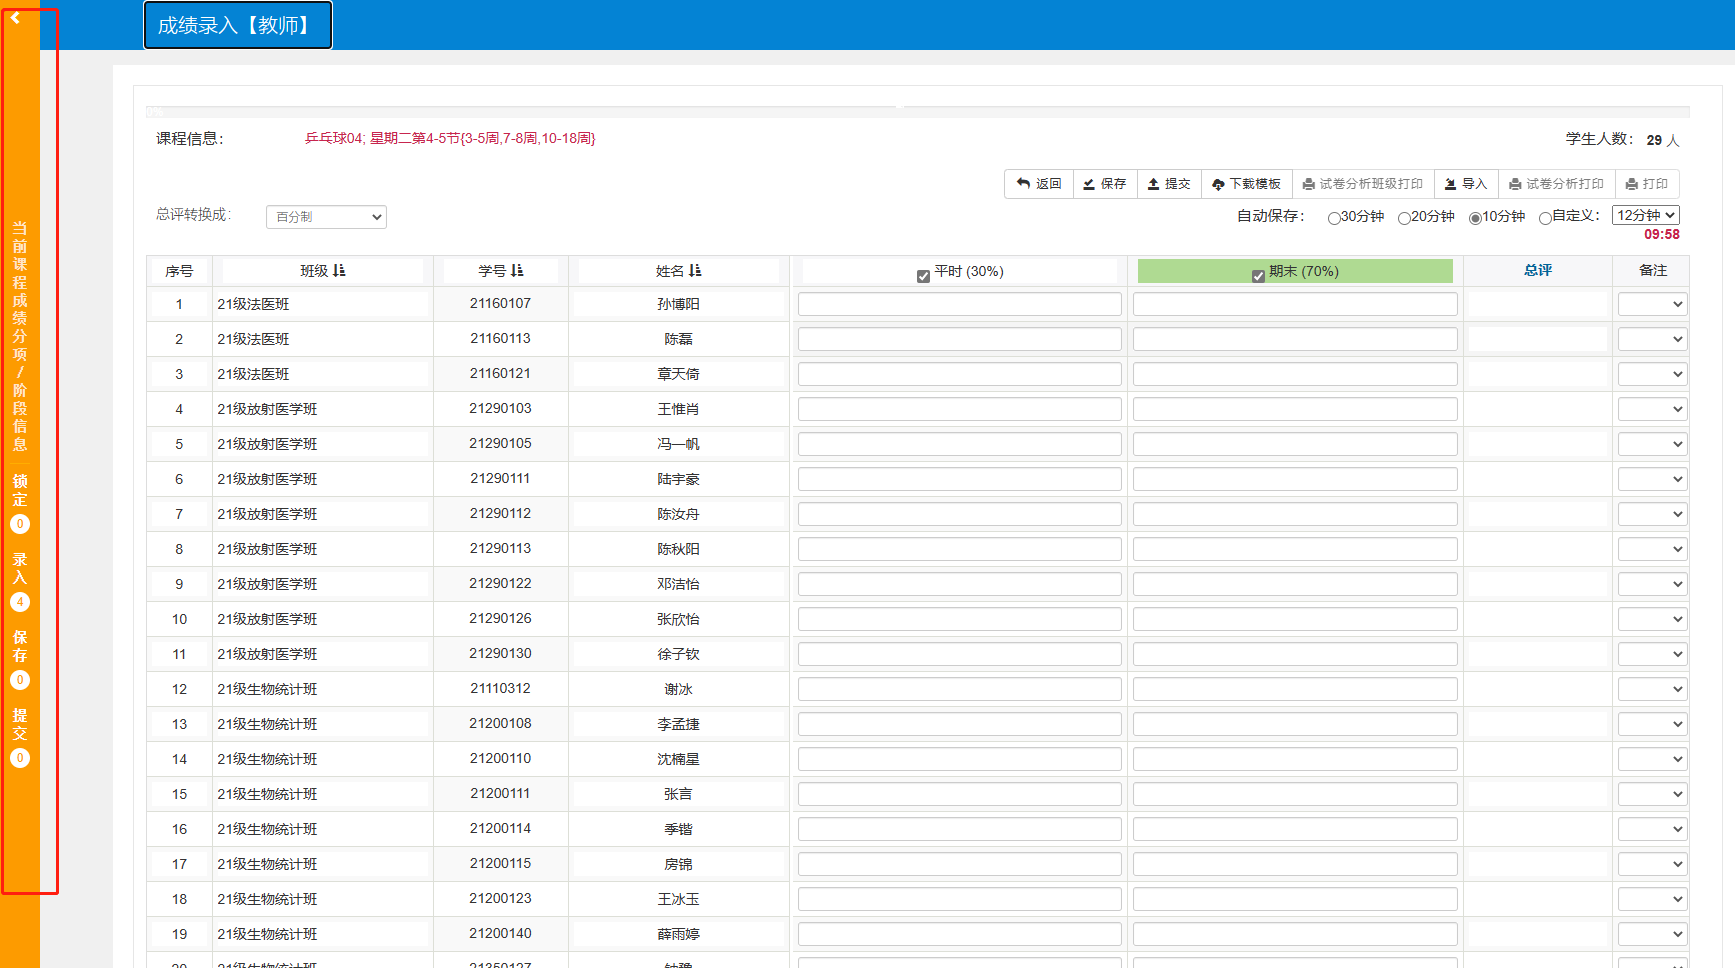 成绩录入【教师】
当前课程成绩分项/阶段信息
锁定
0
录入
4
保存
0
提交
0
0%
课程信息： 乒乓球04; 星期二第4-5节{3-5周,7-8周,10-18周} 学生人数： 29 人
返回 保存 提交 下载模板 试卷分析班级打印 导入 试卷分析打印 打印
总评转换成: 百分制 自动保存： 30分钟 20分钟 10分钟 自定义： 12分钟
09:58
序号 班级 学号 姓名 平时 (30%) 期末 (70%) 总评 备注
1 21级法医班 21160107 孙博阳
2 21级法医班 21160113 陈磊
3 21级法医班 21160121 章天倚
4 21级放射医学班 21290103 王惟肖
5 21级放射医学班 21290105 冯一帆
6 21级放射医学班 21290111 陆宇豪
7 21级放射医学班 21290112 陈汝舟
8 21级放射医学班 21290113 陈秋阳
9 21级放射医学班 21290122 邓洁怡
10 21级放射医学班 21290126 张欣怡
11 21级放射医学班 21290130 徐子钦
12 21级生物统计班 21110312 谢冰
13 21级生物统计班 21200108 李孟捷
14 21级生物统计班 21200110 沈楠星
15 21级生物统计班 21200111 张言
16 21级生物统计班 21200114 季锴
17 21级生物统计班 21200115 房锦
18 21级生物统计班 21200123 王冰玉
19 21级生物统计班 21200140 薛雨婷
20 21级生物统计班 21350127